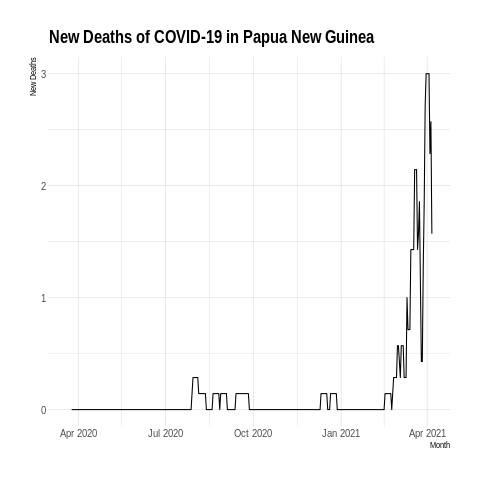 New Deaths of COVID-19 in Papua New Guinea
New Deaths
3
2
1
0
Apr 2020 Jul 2020 Oct 2020 Jan 2021 Apr 2021
Month